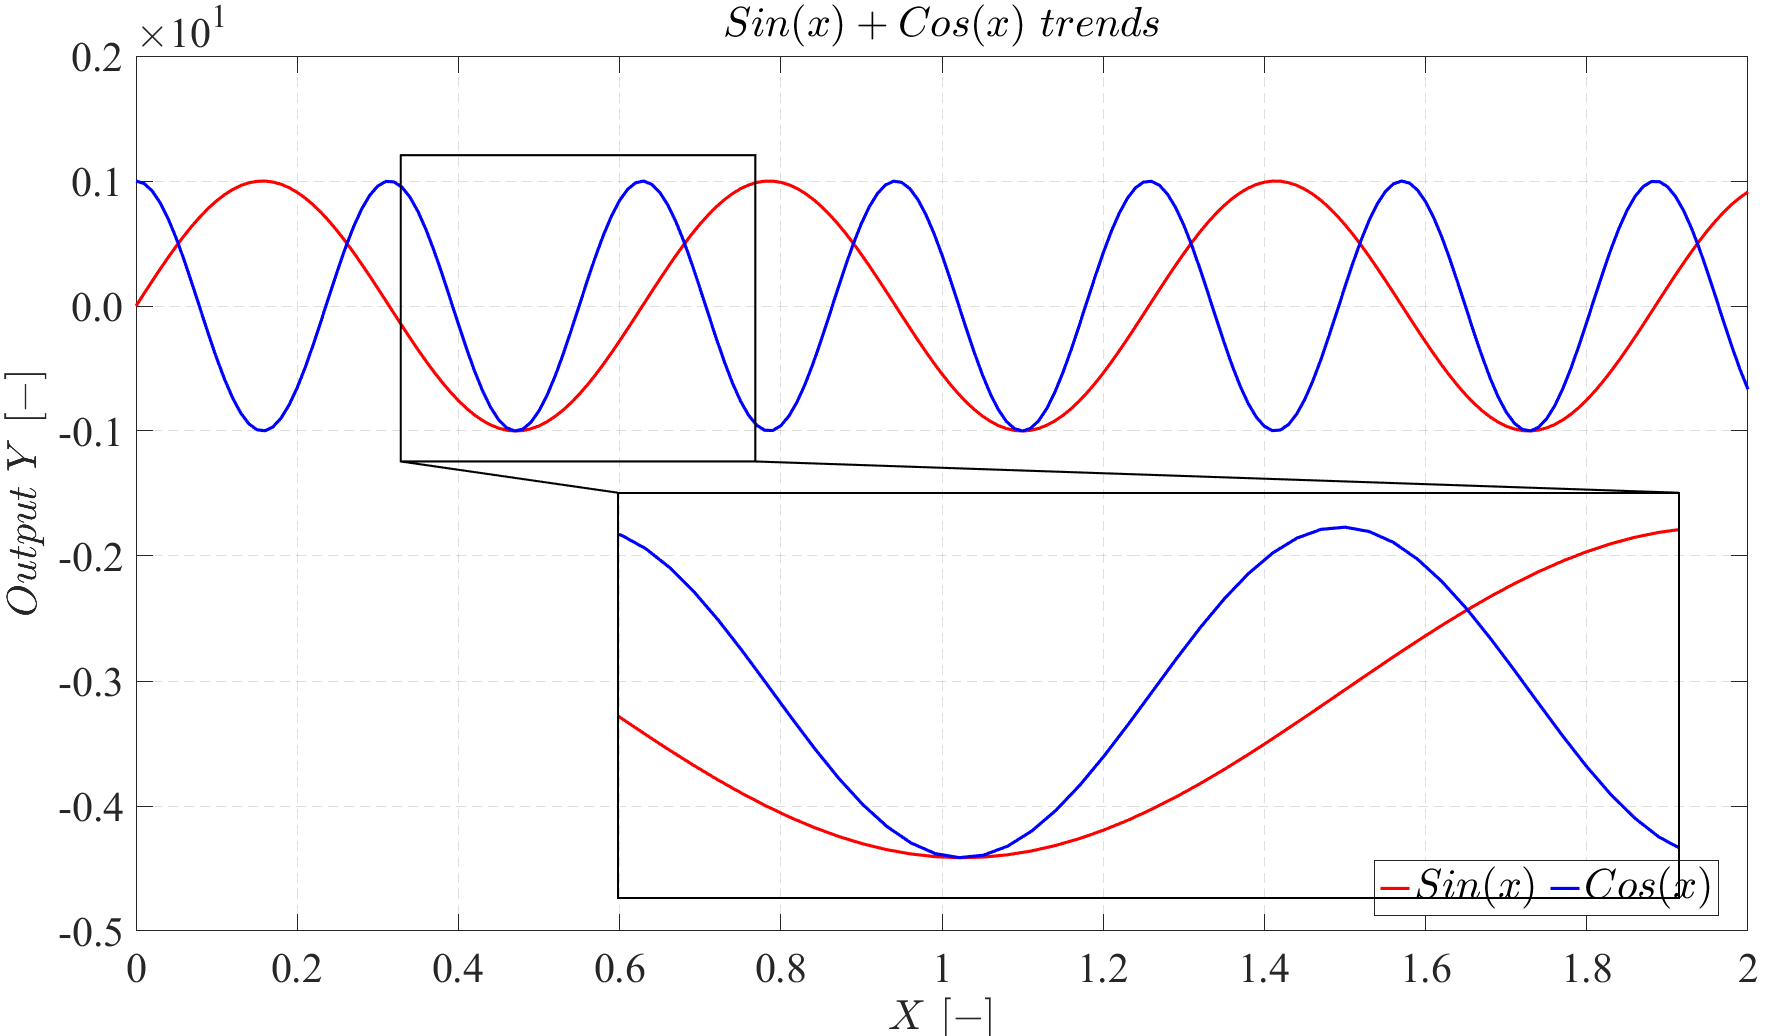 Sin(x) + Cos(x) trends
×10¹
0.2
0.1
0.0
-0.1
-0.2
-0.3
-0.4
-0.5
Output Y [−]
Sin(x) Cos(x)
0 0.2 0.4 0.6 0.8 1 1.2 1.4 1.6 1.8 2
X [−]